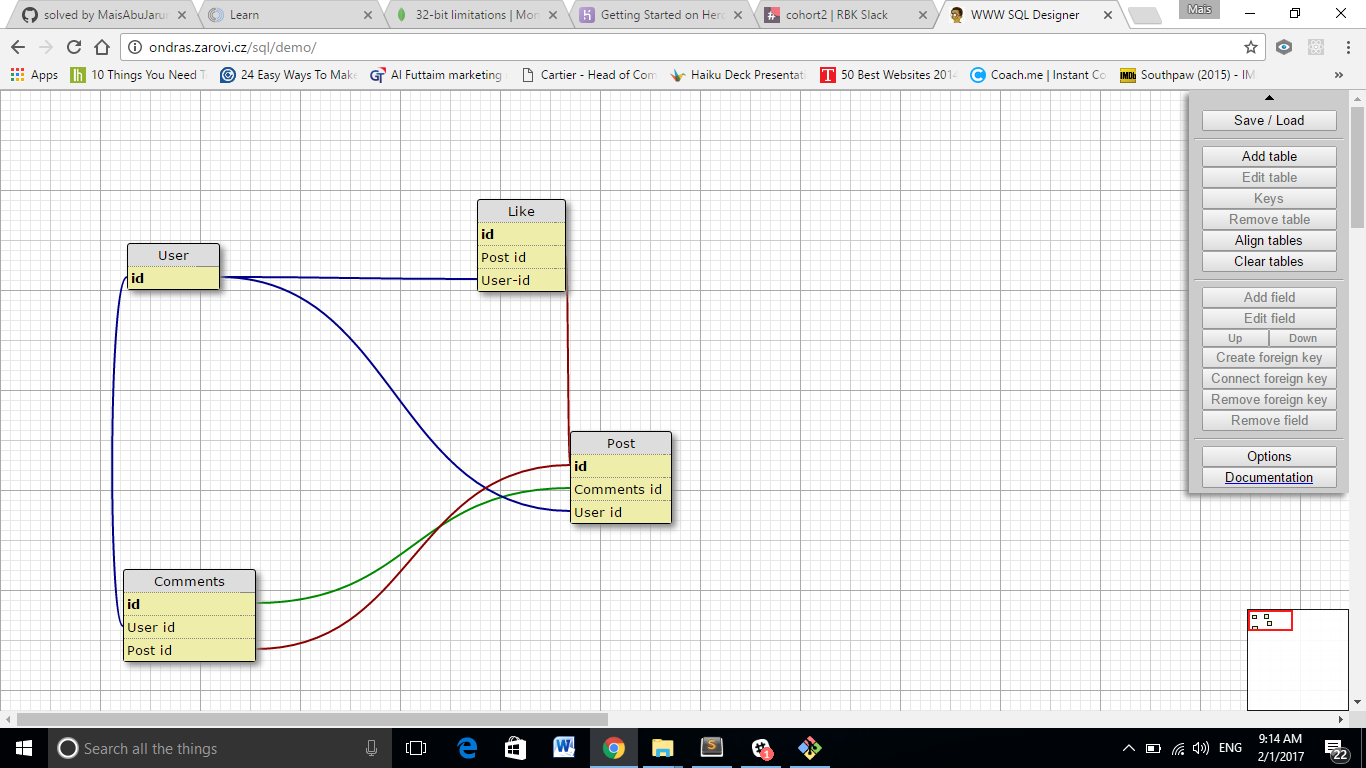 solved by MaisAbuJarur
Learn
32-bit limitations | Mon
Getting Started on Hero
cohort2 | RBK Slack
WWW SQL Designer
Mais
ondras.zarovi.cz/sql/demo/
Apps
10 Things You Need T
24 Easy Ways To Make
Al Futtaim marketing
Cartier - Head of Com
Haiku Deck Presentat
50 Best Websites 2014
Coach.me | Instant Co
Southpaw (2015) - IM
Save / Load
Add table
Edit table
Keys
Remove table
Align tables
Clear tables
Add field
Edit field
Up Down
Create foreign key
Connect foreign key
Remove foreign key
Remove field
Options
Documentation
Like
id
Post id
User-id
User
id
Post
id
Comments id
User id
Comments
id
User id
Post id
Search all the things
ENG
9:14 AM
2/1/2017
1
22